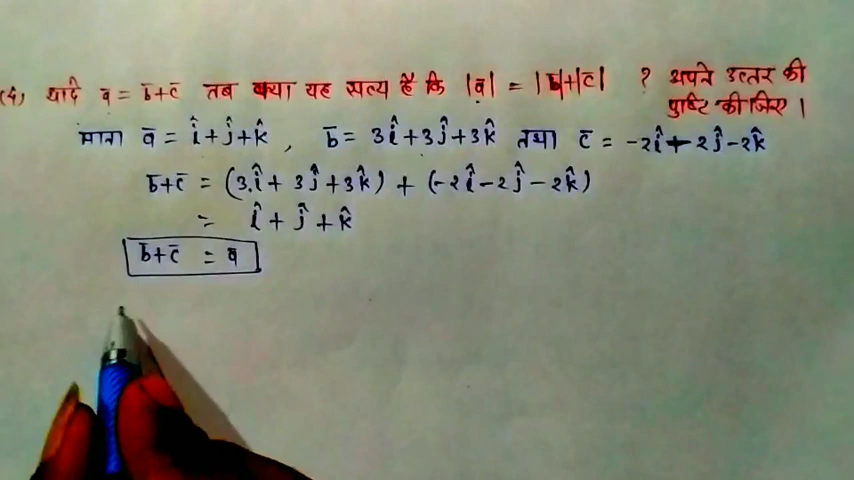 (4) यदि ā = b̄+c̄ तब क्या यह सत्य है कि |ā| = |b̄|+|c̄| ? अपने उत्तर की
पुष्टि कीजिए।
माना ā = î+ĵ+k̂, b̄ = 3î+3ĵ+3k̂ तथा c̄ = -2î-2ĵ-2k̂
b̄+c̄ = (3î+3ĵ+3k̂) + (-2î-2ĵ-2k̂)
= î+ĵ+k̂
b̄+c̄ = ā